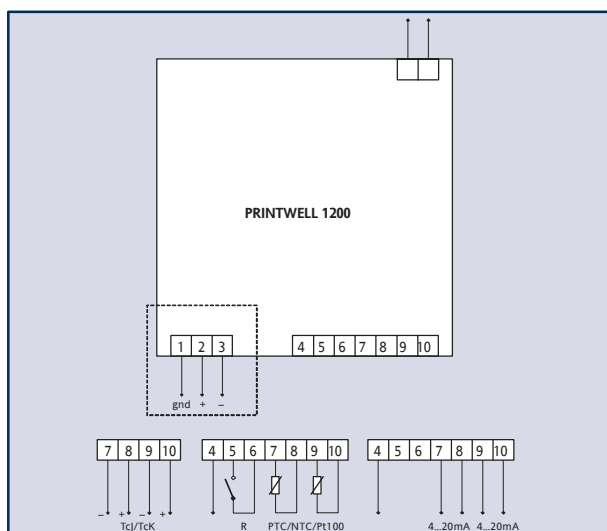 PRINTWELL 1200
1 2 3 4 5 6 7 8 9 10
gnd + –
7 8 9 10 4 5 6 7 8 9 10 4 5 6 7 8 9 10
– + – +
TcJ/TcK R PTC/NTC/Pt100 4...20mA 4...20mA